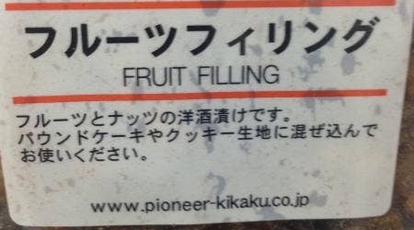 フルーツフィリング
FRUIT FILLING
フルーツとナッツの洋酒漬けです。
パウンドケーキやクッキー生地に混ぜ込んで
お使いください。
www.pioneer-kikaku.co.jp